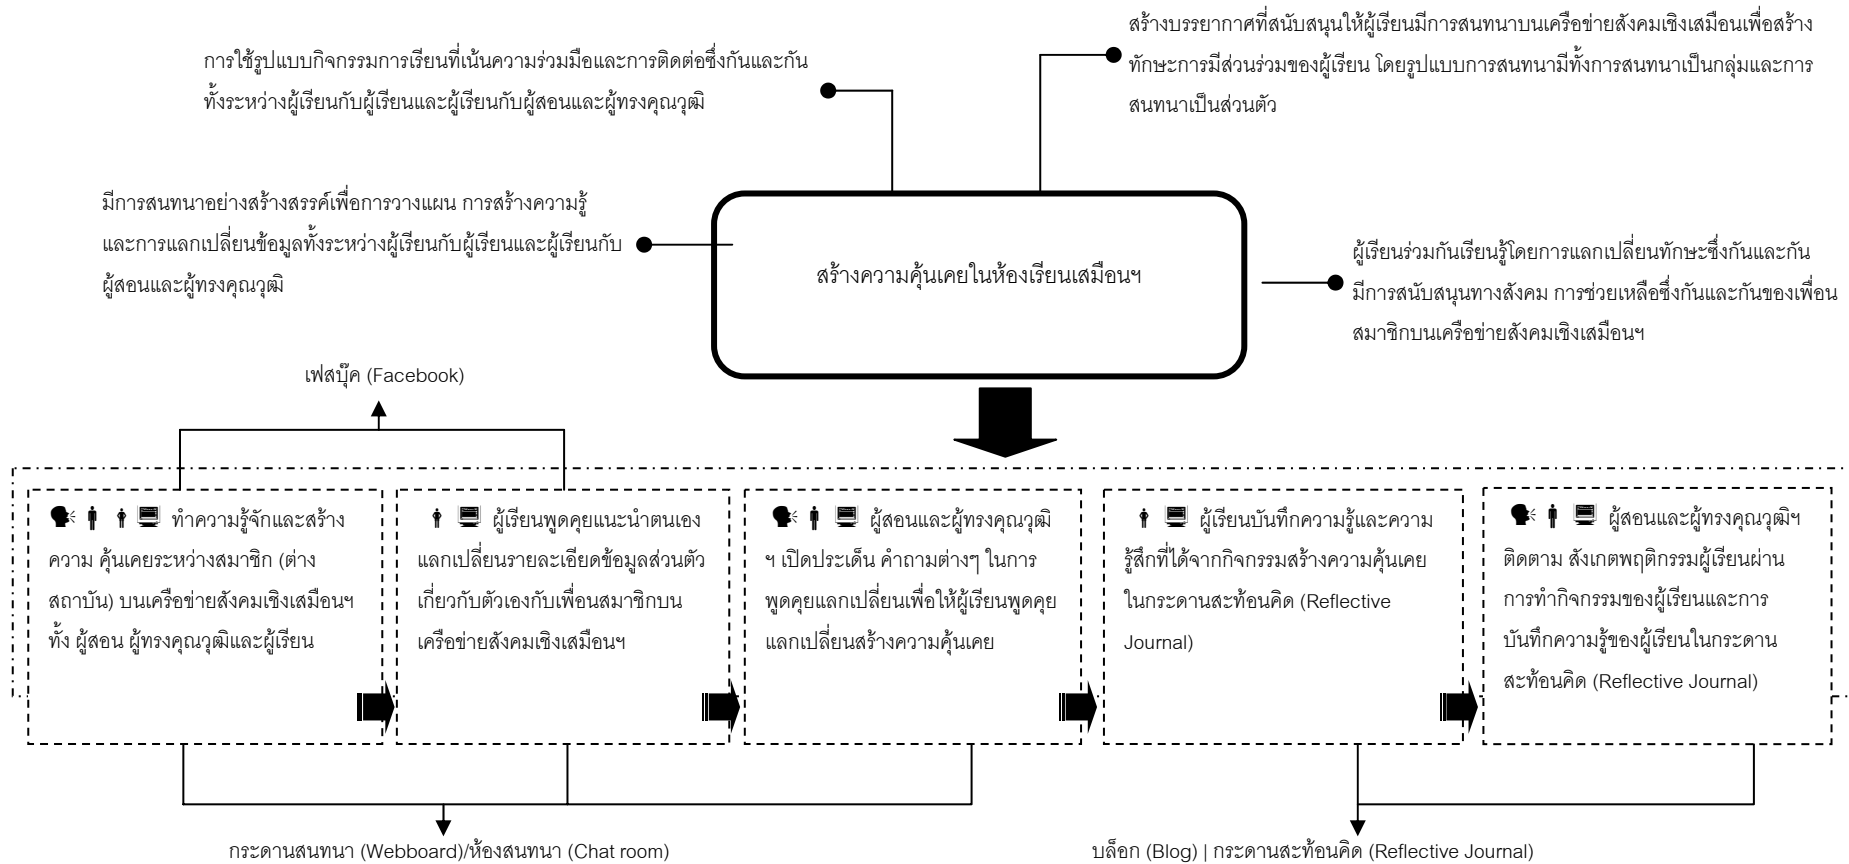 สร้างบรรยากาศที่สนับสนุนให้ผู้เรียนมีการสนทนาบนเครือข่ายสังคมเชิงเสมือนเพื่อสร้าง
ทักษะการมีส่วนร่วมของผู้เรียน โดยรูปแบบการสนทนามีทั้งการสนทนาเป็นกลุ่มและการ
สนทนาเป็นส่วนตัว
การใช้รูปแบบกิจกรรมการเรียนที่เน้นความร่วมมือและการติดต่อซึ่งกันและกัน
ทั้งระหว่างผู้เรียนกับผู้เรียนและผู้เรียนกับผู้สอนและผู้ทรงคุณวุฒิ
มีการสนทนาอย่างสร้างสรรค์เพื่อการวางแผน การสร้างความรู้
และการแลกเปลี่ยนข้อมูลทั้งระหว่างผู้เรียนกับผู้เรียนและผู้เรียนกับ
ผู้สอนและผู้ทรงคุณวุฒิ
สร้างความคุ้นเคยในห้องเรียนเสมือนฯ
ผู้เรียนร่วมกันเรียนรู้โดยการแลกเปลี่ยนทักษะซึ่งกันและกัน
มีการสนับสนุนทางสังคม การช่วยเหลือซึ่งกันและกันของเพื่อน
สมาชิกบนเครือข่ายสังคมเชิงเสมือนฯ
เฟสบุ๊ค (Facebook)
ทำความรู้จักและสร้าง
ความ คุ้นเคยระหว่างสมาชิก (ต่าง
สถาบัน) บนเครือข่ายสังคมเชิงเสมือนฯ
ทั้ง ผู้สอน ผู้ทรงคุณวุฒิและผู้เรียน
ผู้เรียนพูดคุยแนะนำตนเอง
แลกเปลี่ยนรายละเอียดข้อมูลส่วนตัว
เกี่ยวกับตัวเองกับเพื่อนสมาชิกบน
เครือข่ายสังคมเชิงเสมือนฯ
ผู้สอนและผู้ทรงคุณวุฒิ
ฯ เปิดประเด็น คำถามต่างๆ ในการ
พูดคุยแลกเปลี่ยนเพื่อให้ผู้เรียนพูดคุย
แลกเปลี่ยนสร้างความคุ้นเคย
ผู้เรียนบันทึกความรู้และความ
รู้สึกที่ได้จากกิจกรรมสร้างความคุ้นเคย
ในกระดานสะท้อนคิด (Reflective
Journal)
ผู้สอนและผู้ทรงคุณวุฒิฯ
ติดตาม สังเกตพฤติกรรมผู้เรียนผ่าน
การทำกิจกรรมของผู้เรียนและการ
บันทึกความรู้ของผู้เรียนในกระดาน
สะท้อนคิด (Reflective Journal)
กระดานสนทนา (Webboard)/ห้องสนทนา (Chat room)
บล็อก (Blog) | กระดานสะท้อนคิด (Reflective Journal)